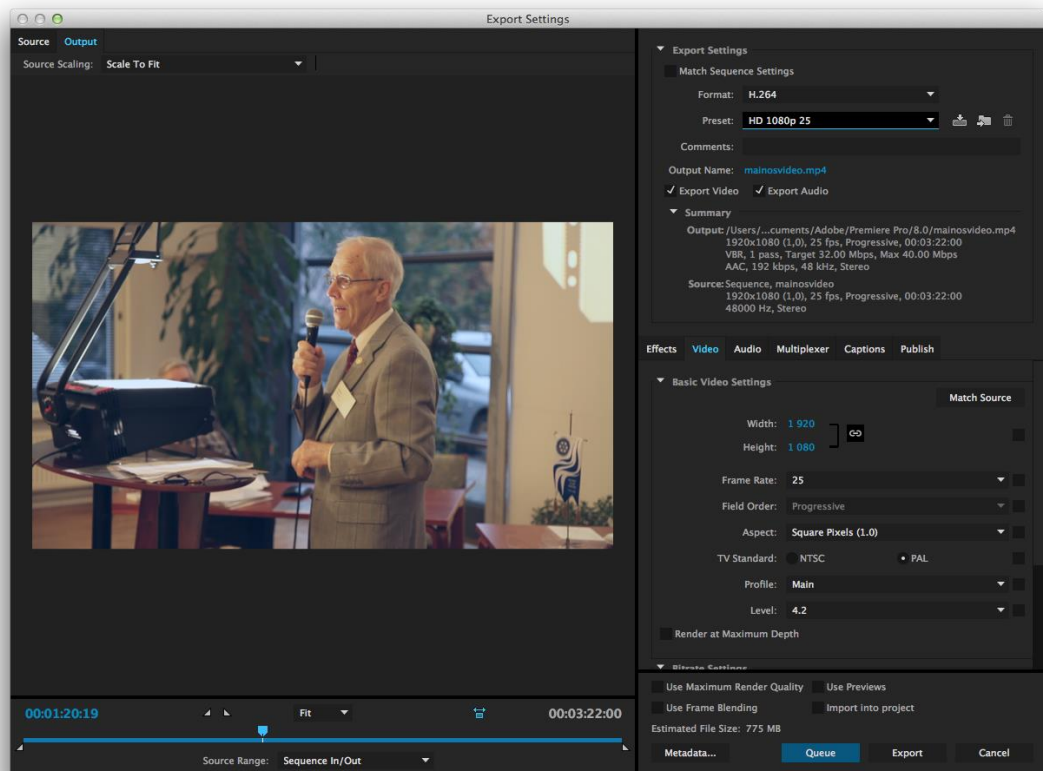 Export Settings
Source Output
Source Scaling: Scale To Fit
Export Settings
Match Sequence Settings
Format: H.264
Preset: HD 1080p 25
Comments:
Output Name: mainosvideo.mp4
Export Video Export Audio
Summary
Output: /Users/...cuments/Adobe/Premiere Pro/8.0/mainosvideo.mp4
1920x1080 (1,0), 25 fps, Progressive, 00:03:22:00
VBR, 1 pass, Target 32.00 Mbps, Max 40.00 Mbps
AAC, 192 kbps, 48 kHz, Stereo
Source: Sequence, mainosvideo
1920x1080 (1,0), 25 fps, Progressive, 00:03:22:00
48000 Hz, Stereo
Effects Video Audio Multiplexer Captions Publish
Basic Video Settings
Match Source
Width: 1 920
Height: 1 080
Frame Rate: 25
Field Order: Progressive
Aspect: Square Pixels (1.0)
TV Standard: NTSC PAL
Profile: Main
Level: 4.2
Render at Maximum Depth
Bitrate Settings
Use Maximum Render Quality Use Previews
Use Frame Blending Import into project
Estimated File Size: 775 MB
Metadata... Queue Export Cancel
00:01:20:19 Fit 00:03:22:00
Source Range: Sequence In/Out